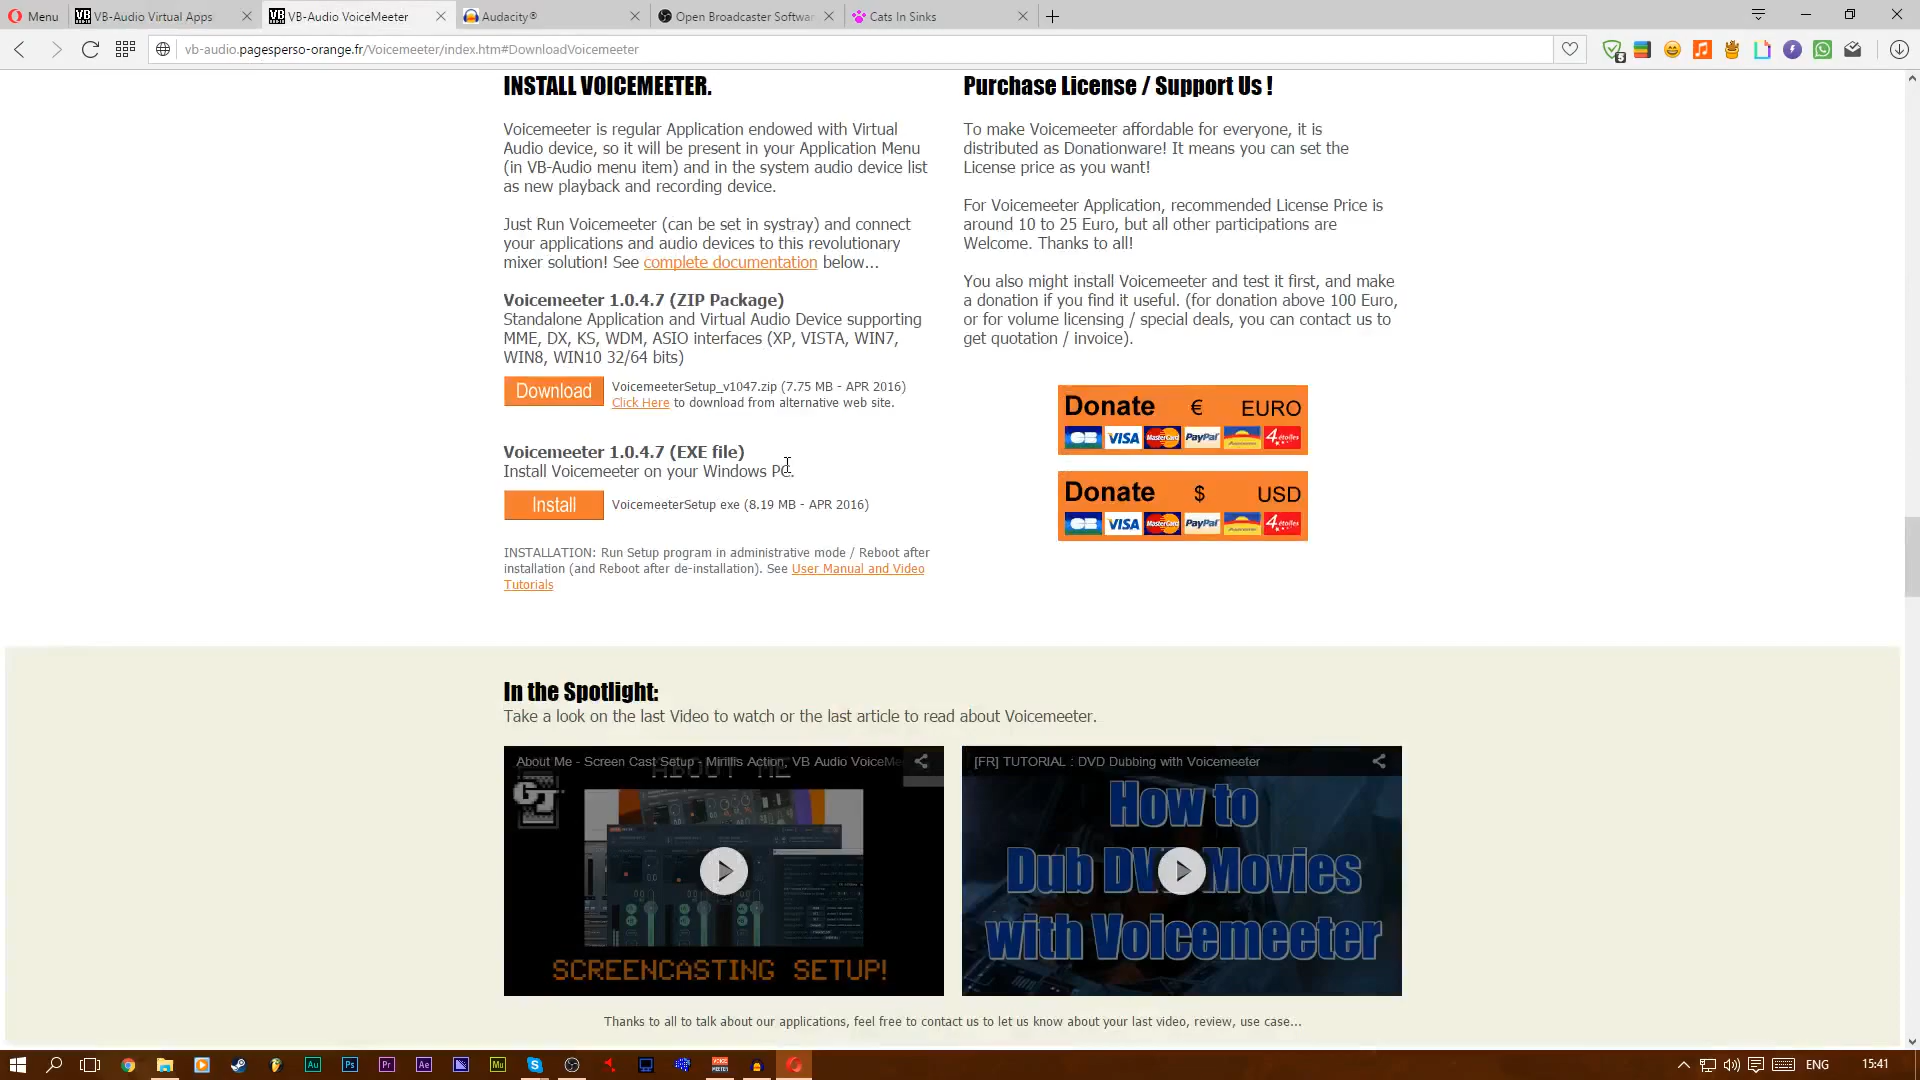 Menu
VB-Audio Virtual Apps
VB-Audio VoiceMeeter
Audacity®
Open Broadcaster Softwar
Cats In Sinks
vb-audio.pagesperso-orange.fr/Voicemeeter/index.htm#DownloadVoicemeeter
INSTALL VOICEMEETER.
Voicemeeter is regular Application endowed with Virtual
Audio device, so it will be present in your Application Menu
(in VB-Audio menu item) and in the system audio device list
as new playback and recording device.
Just Run Voicemeeter (can be set in systray) and connect
your applications and audio devices to this revolutionary
mixer solution! See complete documentation below...
Voicemeeter 1.0.4.7 (ZIP Package)
Standalone Application and Virtual Audio Device supporting
MME, DX, KS, WDM, ASIO interfaces (XP, VISTA, WIN7,
WIN8, WIN10 32/64 bits)
Download
VoicemeeterSetup_v1047.zip (7.75 MB - APR 2016)
Click Here to download from alternative web site.
Voicemeeter 1.0.4.7 (EXE file)
Install Voicemeeter on your Windows PC.
Install
VoicemeeterSetup exe (8.19 MB - APR 2016)
INSTALLATION: Run Setup program in administrative mode / Reboot after
installation (and Reboot after de-installation). See User Manual and Video
Tutorials
Purchase License / Support Us !
To make Voicemeeter affordable for everyone, it is
distributed as Donationware! It means you can set the
License price as you want!
For Voicemeeter Application, recommended License Price is
around 10 to 25 Euro, but all other participations are
Welcome. Thanks to all!
You also might install Voicemeeter and test it first, and make
a donation if you find it useful. (for donation above 100 Euro,
or for volume licensing / special deals, you can contact us to
get quotation / invoice).
Donate € EURO
CB VISA MasterCard PayPal 4étoiles
Donate $ USD
CB VISA MasterCard PayPal 4étoiles
In the Spotlight:
Take a look on the last Video to watch or the last article to read about Voicemeeter.
About Me - Screen Cast Setup - Mirillis Action, VB Audio VoiceMe
ABOUT ME
GJ
SCREENCASTING SETUP!
[FR] TUTORIAL : DVD Dubbing with Voicemeeter
How to
Dub DVD Movies
with Voicemeeter
Thanks to all to talk about our applications, feel free to contact us to let us know about your last video, review, use case...
Au
Ps
Pr
Ae
Mu
ENG
15:41